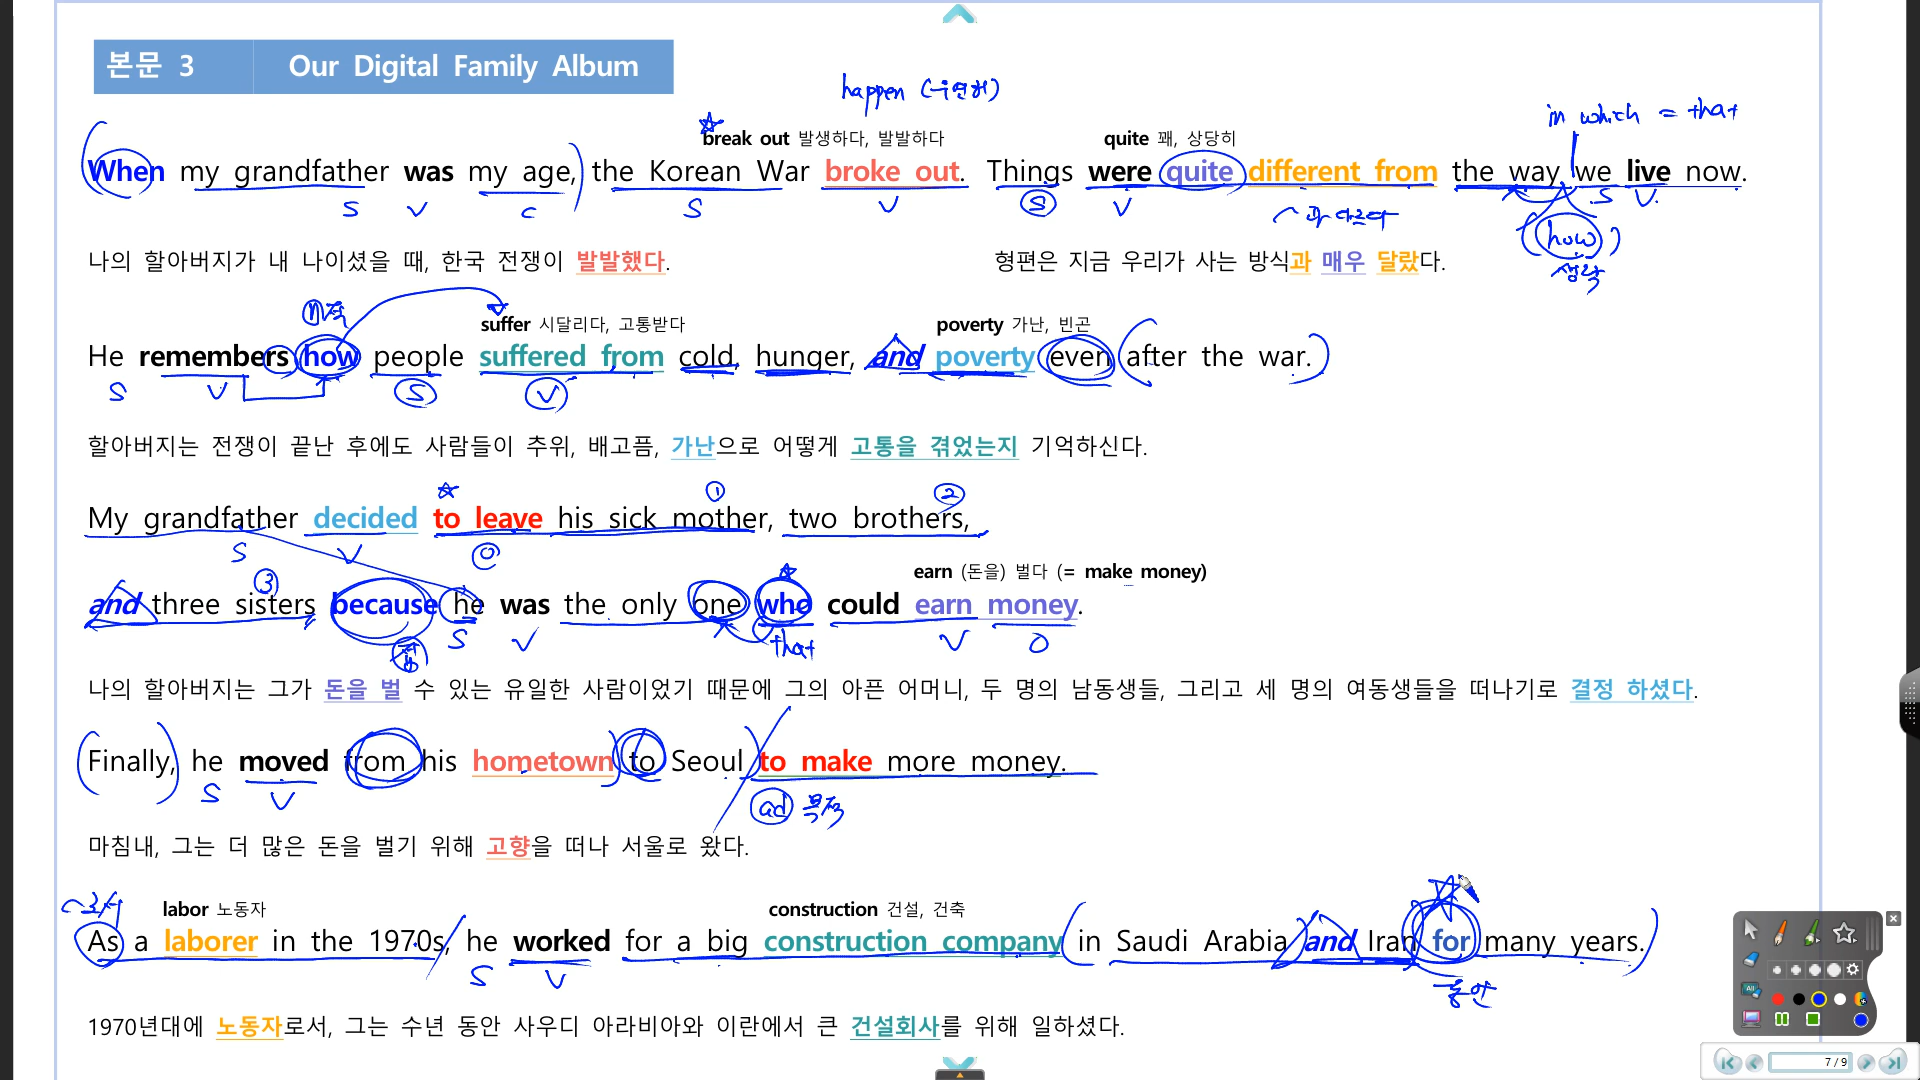 본문 3 Our Digital Family Album
happen (우연히)
in which = that
break out 발생하다, 발발하다 quite 꽤, 상당히
When my grandfather was my age, the Korean War broke out. Things were quite different from the way we live now.
S V C S V S V ~과 다르다 S V
(how)
생략
나의 할아버지가 내 나이셨을 때, 한국 전쟁이 발발했다. 형편은 지금 우리가 사는 방식과 매우 달랐다.
suffer 시달리다, 고통받다 poverty 가난, 빈곤
He remembers how people suffered from cold, hunger, and poverty even after the war.
S V S V
할아버지는 전쟁이 끝난 후에도 사람들이 추위, 배고픔, 가난으로 어떻게 고통을 겪었는지 기억하신다.
① ②
My grandfather decided to leave his sick mother, two brothers,
S V O
③ earn (돈을) 벌다 (= make money)
and three sisters because he was the only one who could earn money.
접 S V that V O
나의 할아버지는 그가 돈을 벌 수 있는 유일한 사람이었기 때문에 그의 아픈 어머니, 두 명의 남동생들, 그리고 세 명의 여동생들을 떠나기로 결정 하셨다.
Finally, he moved from his hometown to Seoul to make more money.
S V ad 목적
마침내, 그는 더 많은 돈을 벌기 위해 고향을 떠나 서울로 왔다.
~로서 labor 노동자 construction 건설, 건축
As a laborer in the 1970s, he worked for a big construction company in Saudi Arabia and Iran for many years.
S V 동안
1970년대에 노동자로서, 그는 수년 동안 사우디 아라비아와 이란에서 큰 건설회사를 위해 일하셨다.
7 / 9